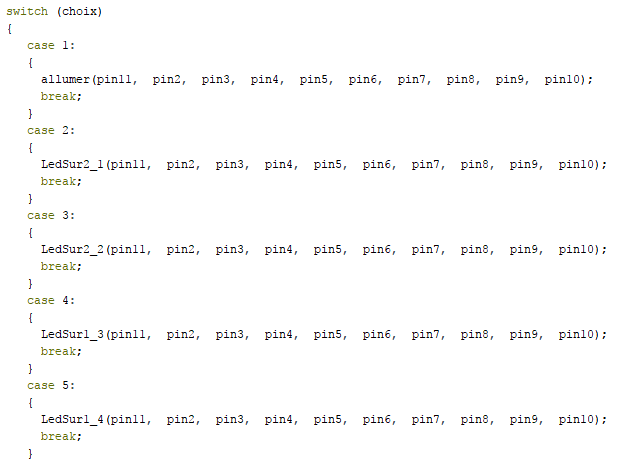 switch (choix)
{
case 1:
{
allumer(pin11, pin2, pin3, pin4, pin5, pin6, pin7, pin8, pin9, pin10);
break;
}
case 2:
{
LedSur2_1(pin11, pin2, pin3, pin4, pin5, pin6, pin7, pin8, pin9, pin10);
break;
}
case 3:
{
LedSur2_2(pin11, pin2, pin3, pin4, pin5, pin6, pin7, pin8, pin9, pin10);
break;
}
case 4:
{
LedSur1_3(pin11, pin2, pin3, pin4, pin5, pin6, pin7, pin8, pin9, pin10);
break;
}
case 5:
{
LedSur1_4(pin11, pin2, pin3, pin4, pin5, pin6, pin7, pin8, pin9, pin10);
break;
}